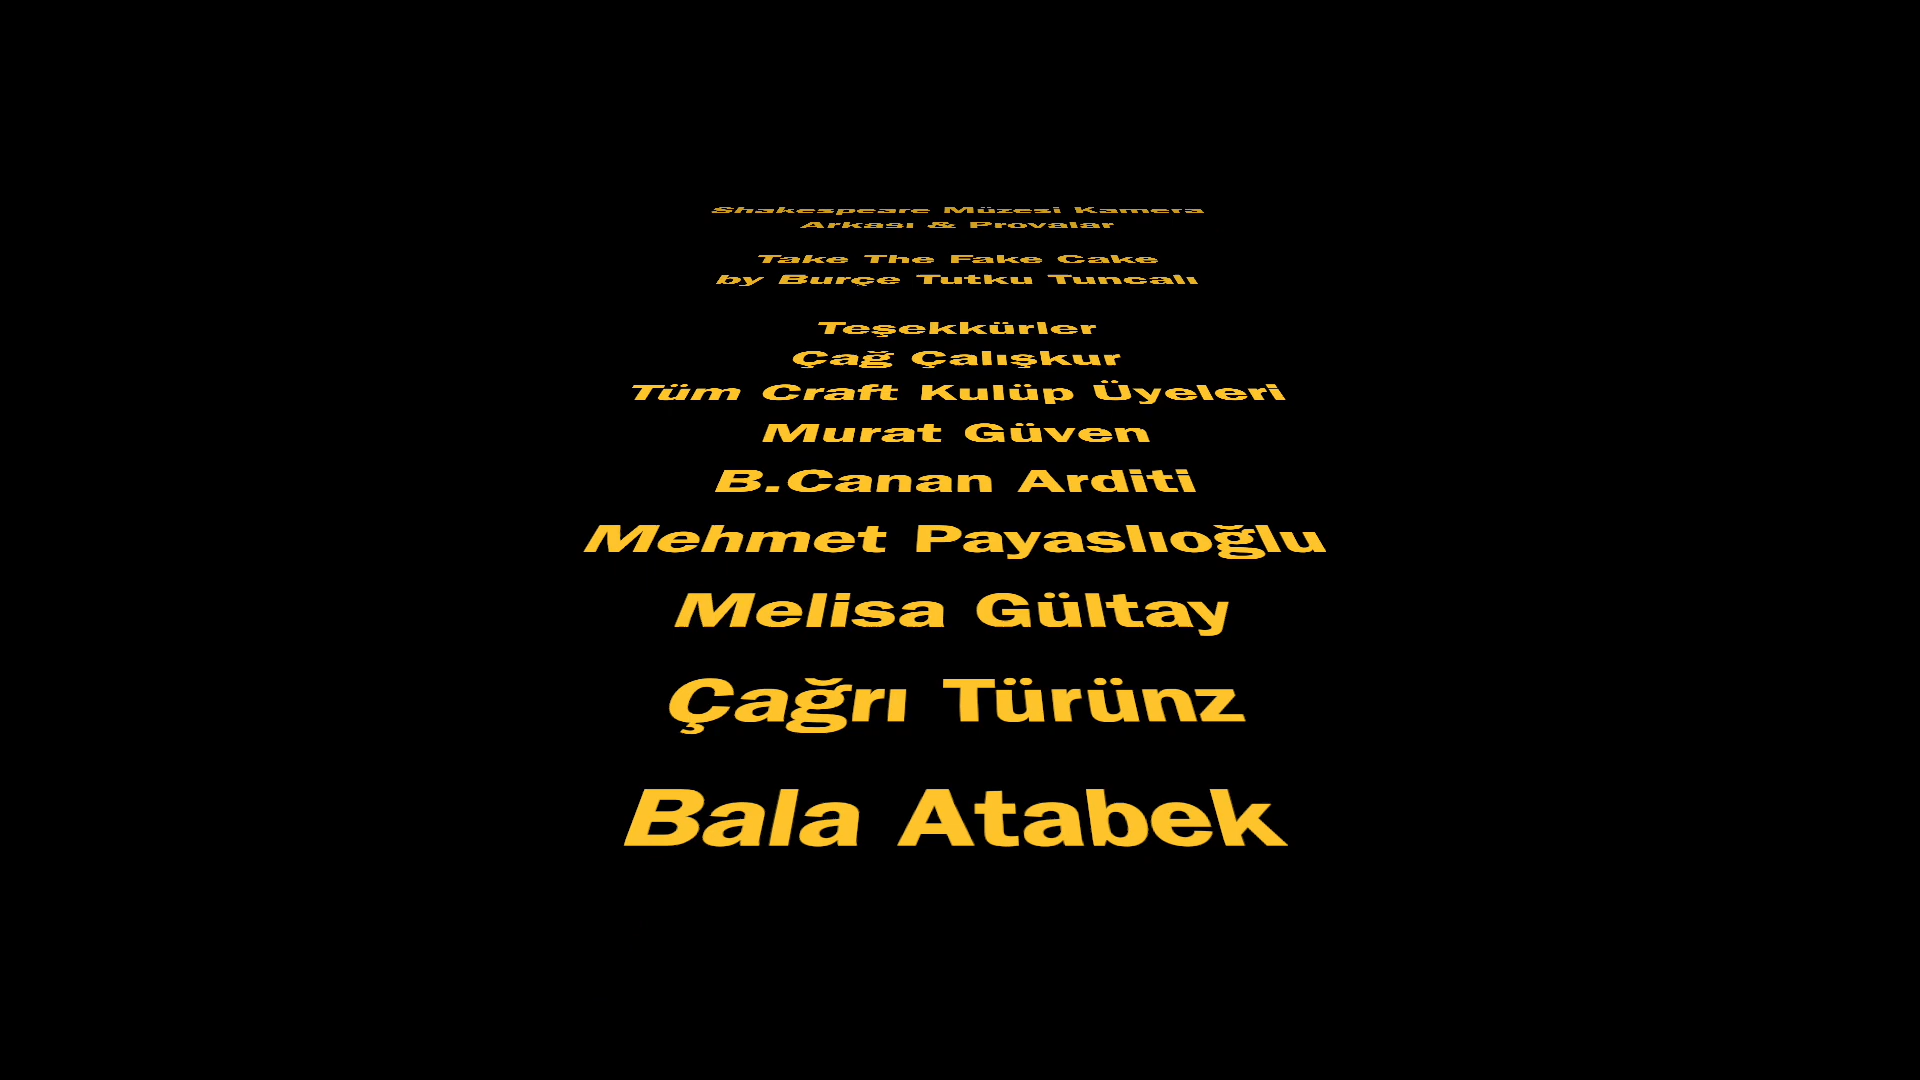 Shakespeare Müzesi Kamera
Arkası & Provalar
Take The Fake Cake
by Burçe Tutku Tuncalı
Teşekkürler
Çağ Çalışkur
Tüm Craft Kulüp Üyeleri
Murat Güven
B.Canan Arditi
Mehmet Payaslıoğlu
Melisa Gültay
Çağrı Türünz
Bala Atabek